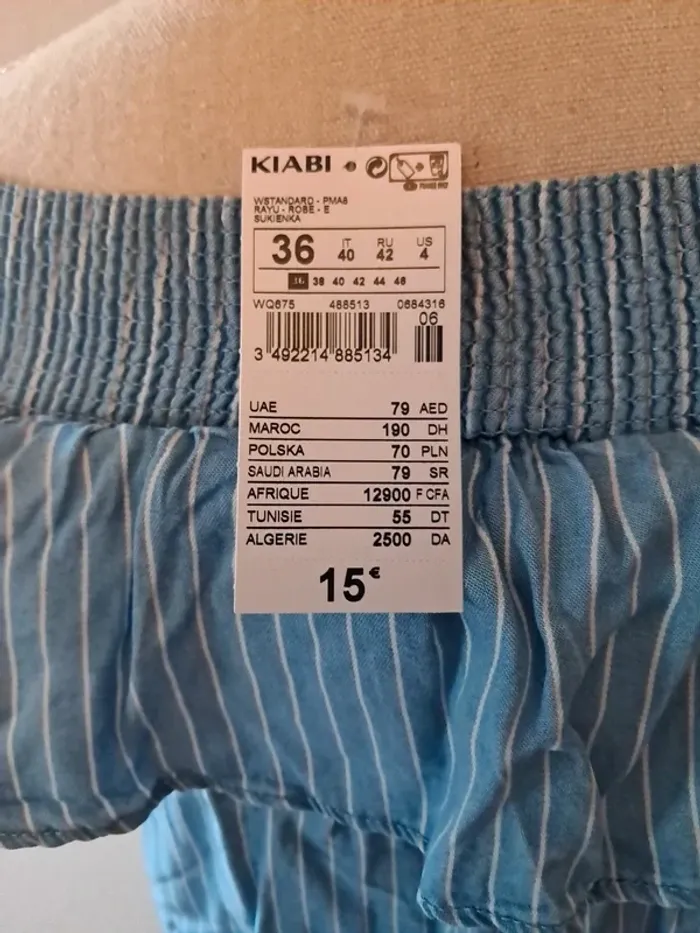 KIABI
WSTANDARD - PMA8
RAYU - ROBE - E
SUKIENKA
36 IT 40 RU 42 US 4
36 38 40 42 44 46
WQ675 488513 0684316
06
3 492214 885134
UAE 79 AED
MAROC 190 DH
POLSKA 70 PLN
SAUDI ARABIA 79 SR
AFRIQUE 12900 F CFA
TUNISIE 55 DT
ALGERIE 2500 DA
15€